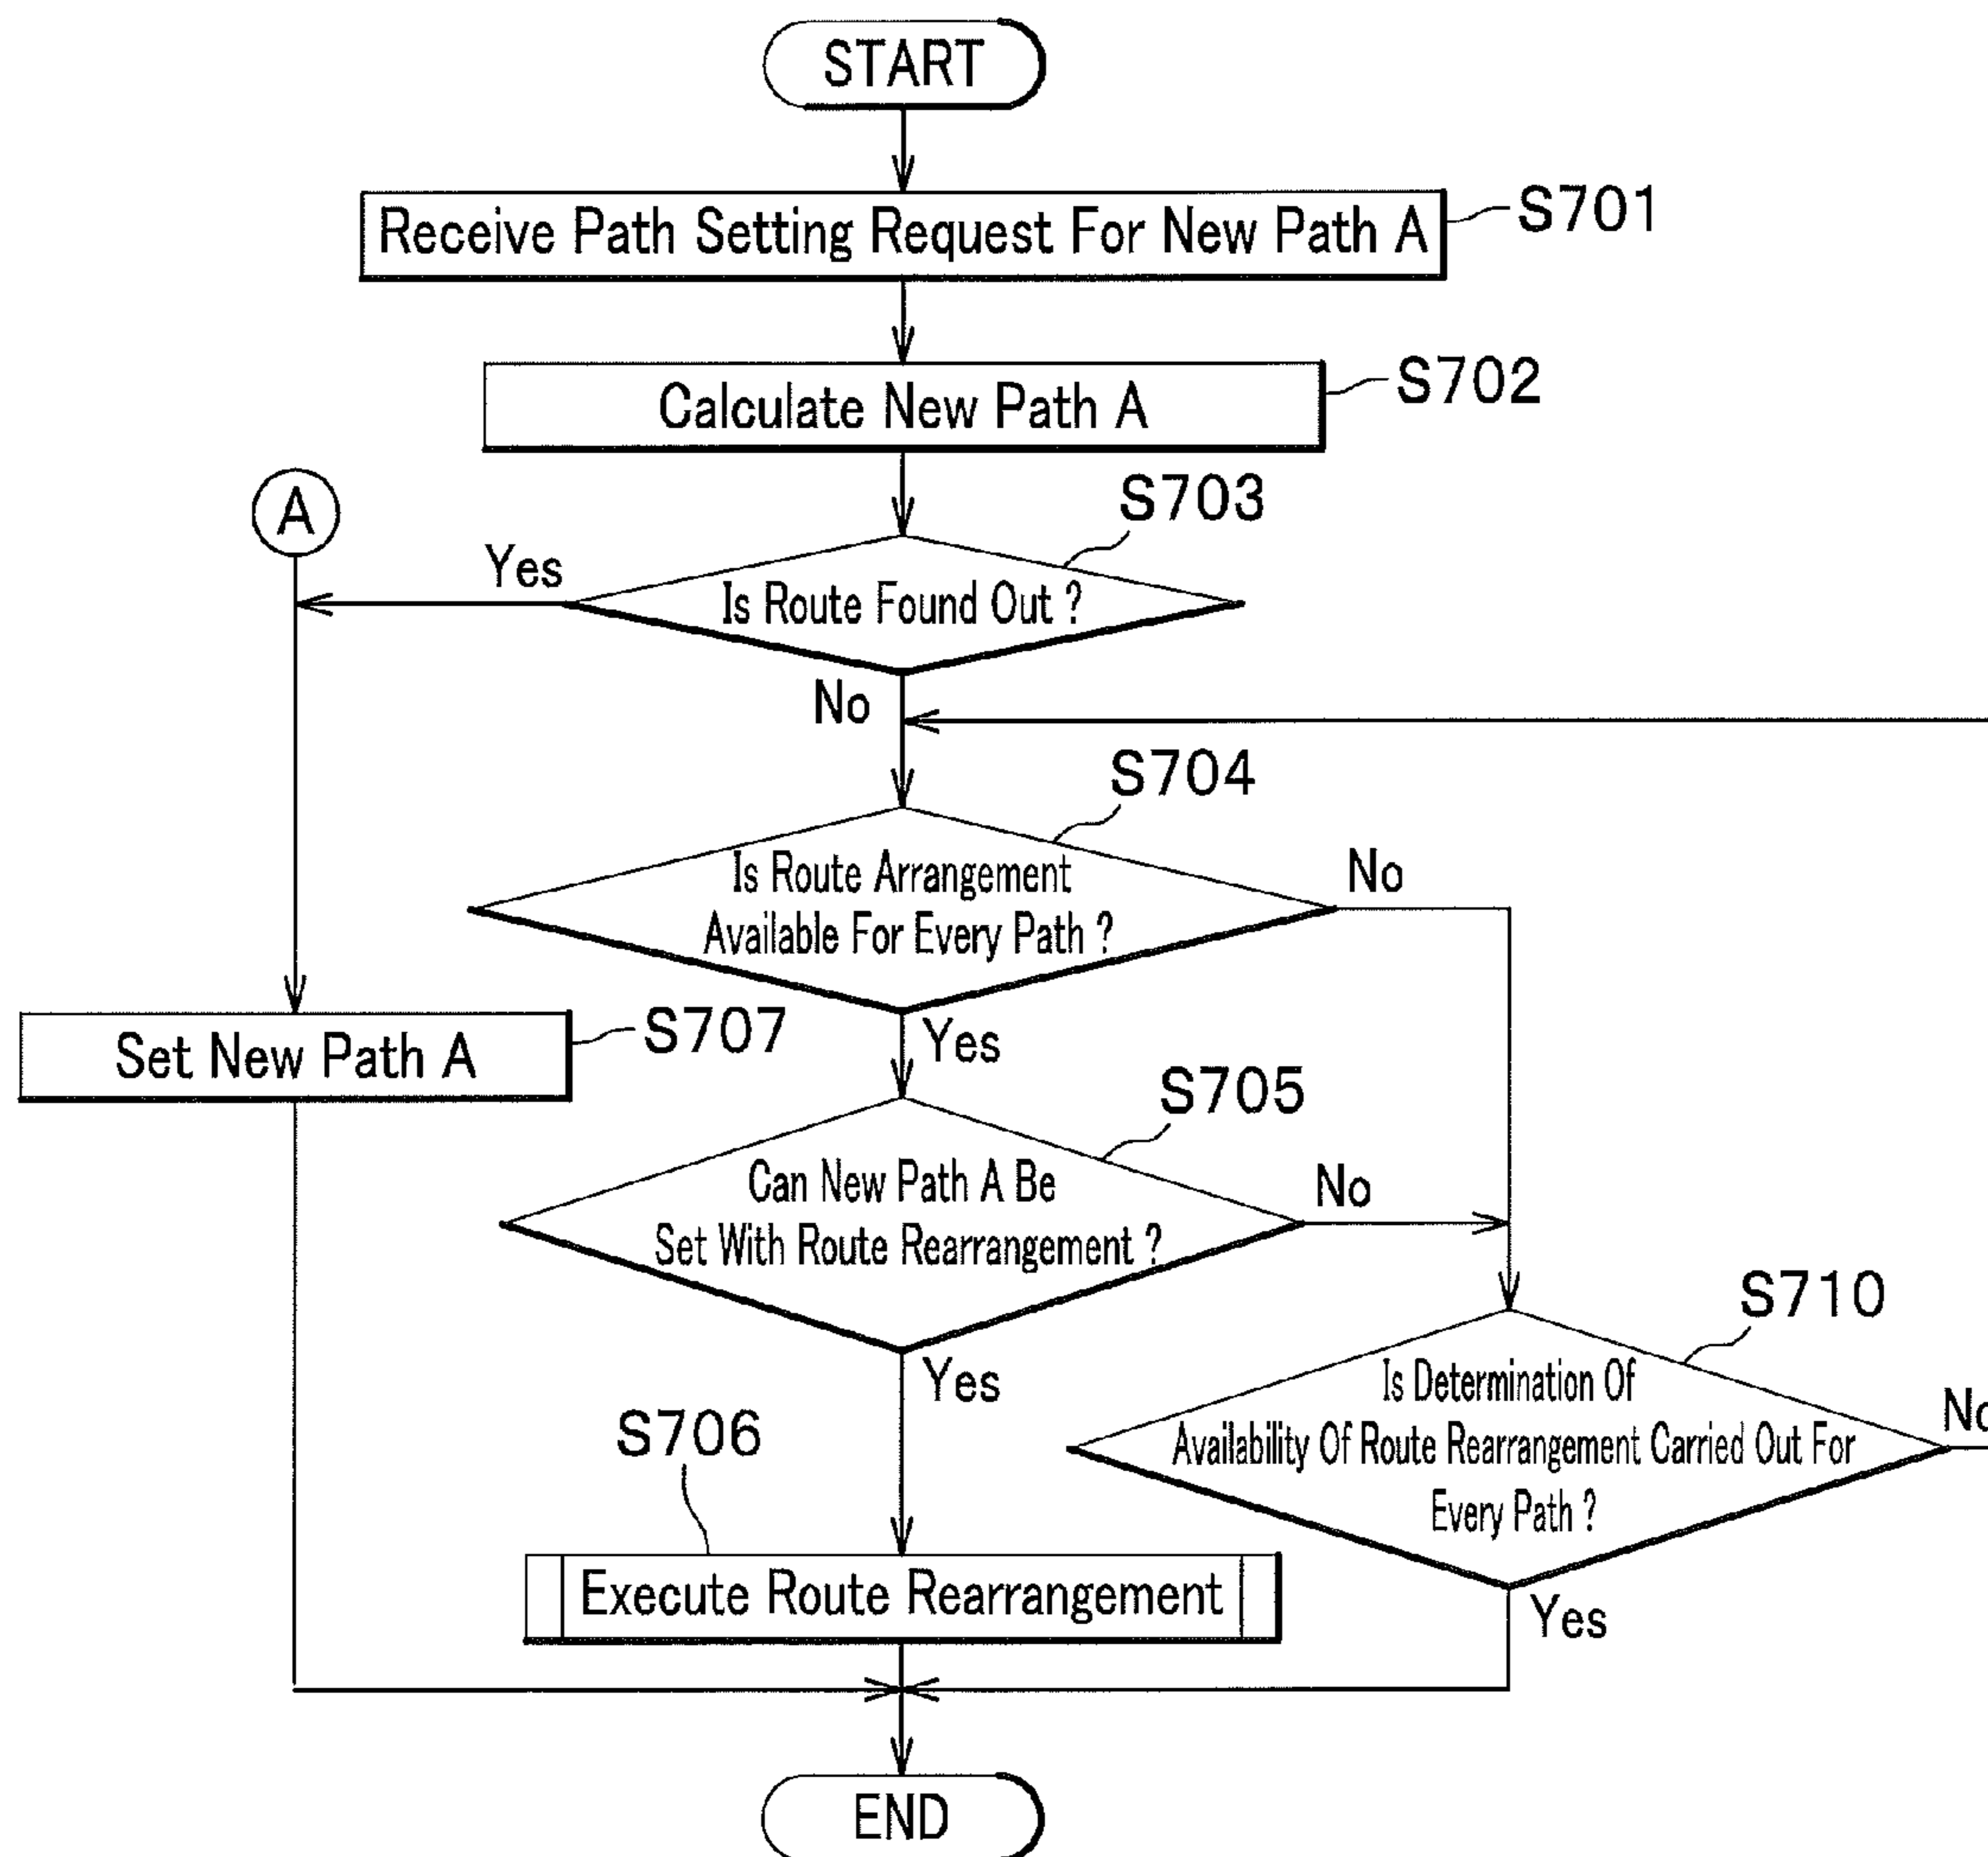 START
Receive Path Setting Request For New Path A
S701
Calculate New Path A
S702
A
S703
Yes
Is Route Found Out ?
No
S704
Is Route Arrangement
Available For Every Path ?
No
Yes
Set New Path A
S707
S705
Can New Path A Be
Set With Route Rearrangement ?
No
Yes
S710
Is Determination Of
Availability Of Route Rearrangement Carried Out For
Every Path ?
No
Yes
S706
Execute Route Rearrangement
END